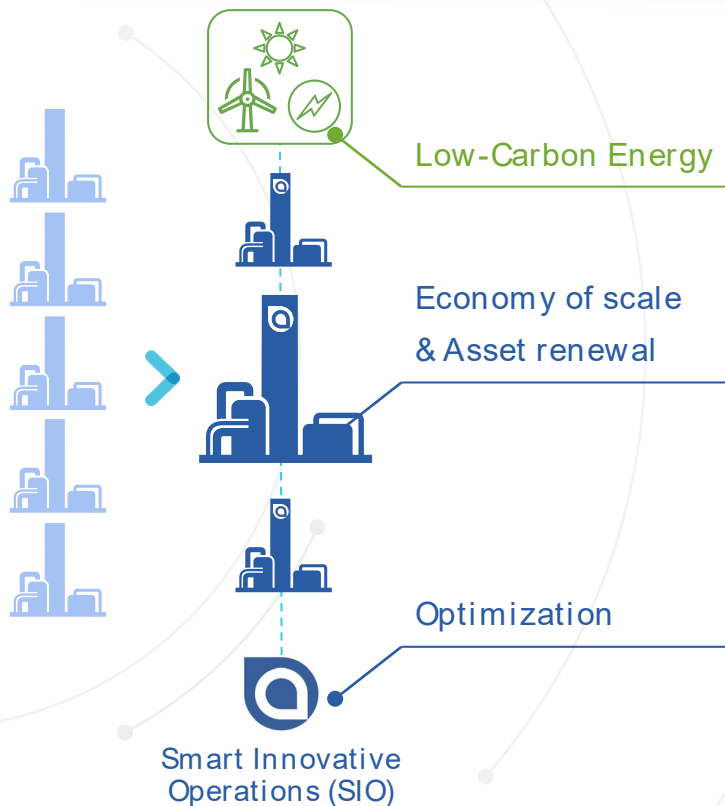 Low-Carbon Energy
Economy of scale
& Asset renewal
Optimization
Smart Innovative
Operations (SIO)